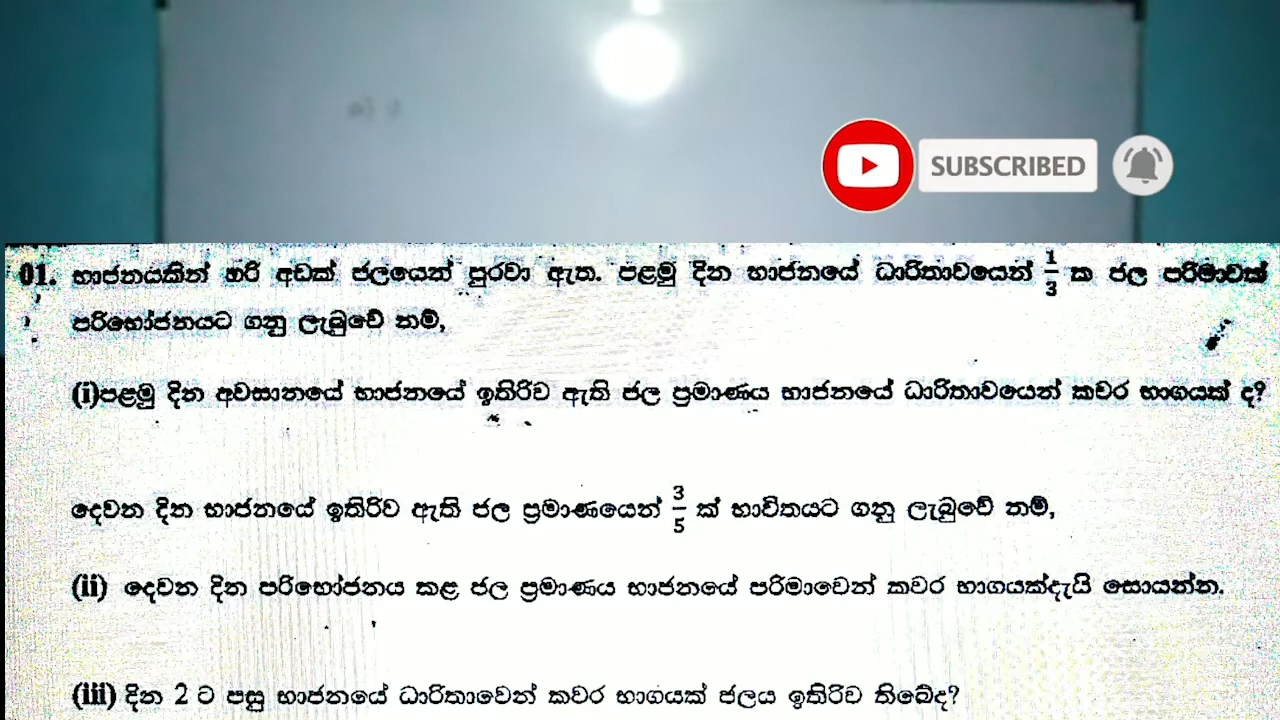 SUBSCRIBED
01. භාජනයකින් හරි අඩක් ජලයෙන් පුරවා ඇත. පළමු දින භාජනයේ ධාරිතාවයෙන් 1/3 ක ජල පරිමාවක්
පරිභෝජනයට ගනු ලැබුවේ නම්,
(i)පළමු දින අවසානයේ භාජනයේ ඉතිරිව ඇති ජල ප්‍රමාණය භාජනයේ ධාරිතාවයෙන් කවර භාගයක් ද?
දෙවන දින භාජනයේ ඉතිරිව ඇති ජල ප්‍රමාණයෙන් 3/5 ක් භාවිතයට ගනු ලැබුවේ නම්,
(ii) දෙවන දින පරිභෝජනය කළ ජල ප්‍රමාණය භාජනයේ පරිමාවෙන් කවර භාගයක්දැයි සොයන්න.
(iii) දින 2 ට පසු භාජනයේ ධාරිතාවෙන් කවර භාගයක් ජලය ඉතිරිව තිබේද?